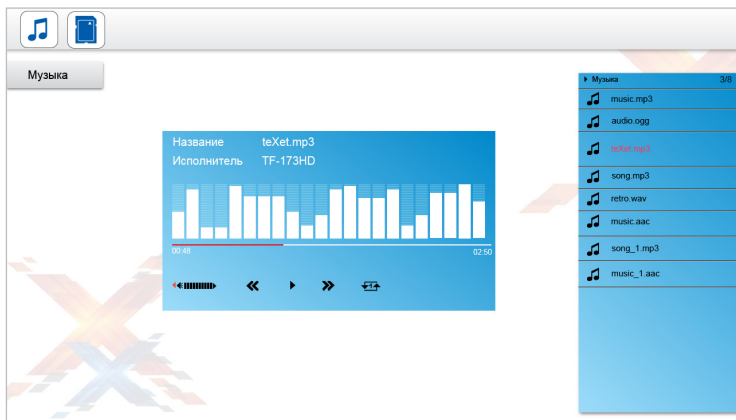 Музыка
Название teXet.mp3
Исполнитель TF-173HD
00:48 02:50
1
Музыка 3/8
music.mp3
audio.ogg
teXet.mp3
song.mp3
retro.wav
music.aac
song_1.mp3
music_1.aac